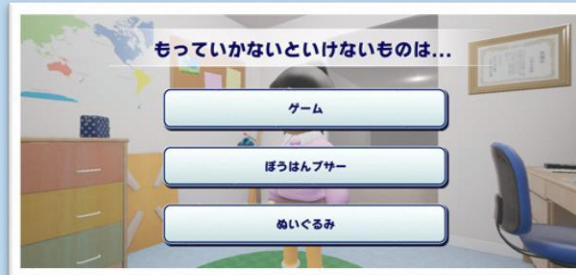 もっていかないといけないものは...
ゲーム
ぼうはんブザー
ぬいぐるみ